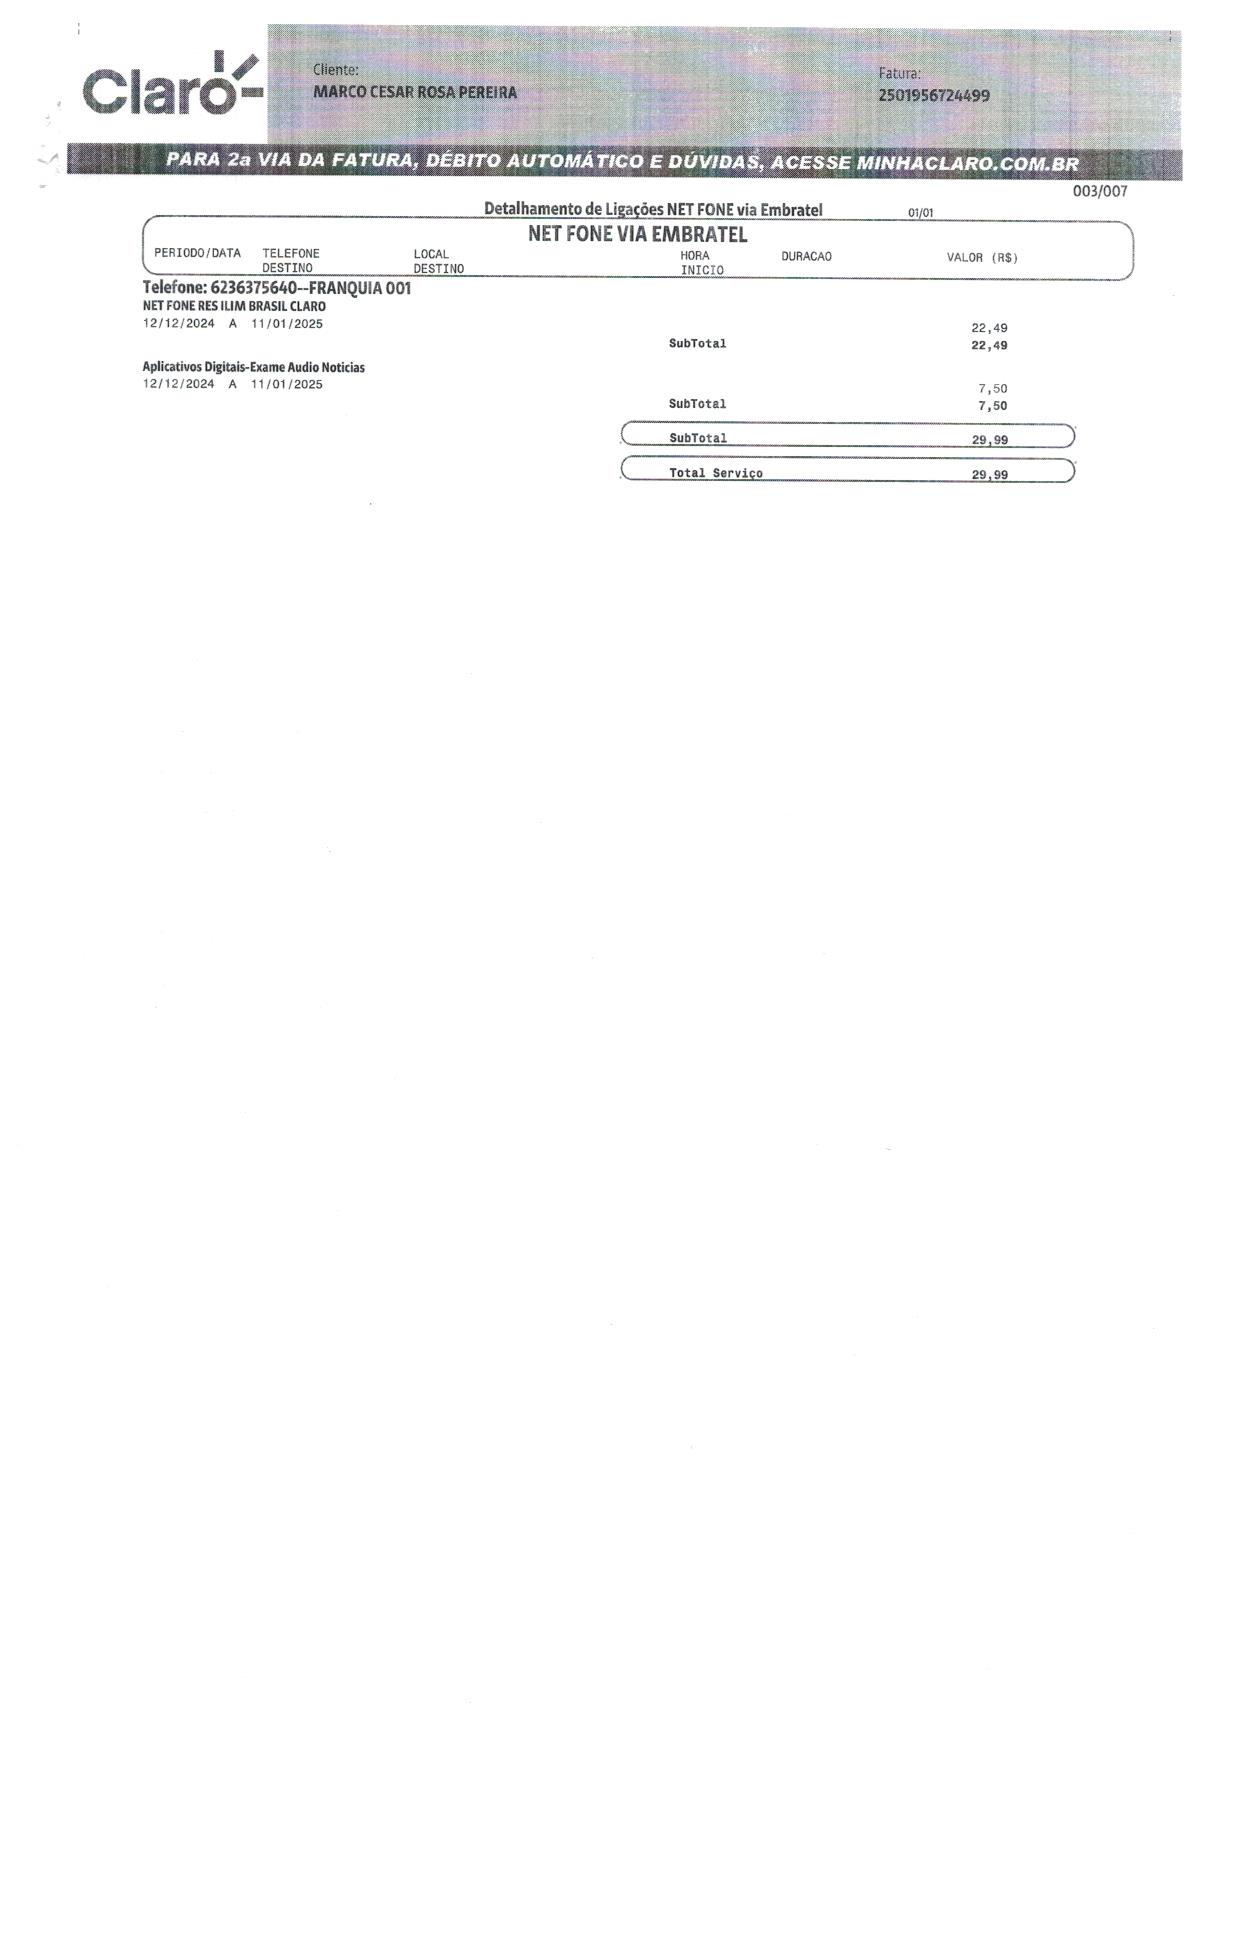 Claro
Cliente:
MARCO CESAR ROSA PEREIRA
Fatura:
2501956724499
PARA 2a VIA DA FATURA, DÉBITO AUTOMÁTICO E DÚVIDAS, ACESSE MINHACLARO.COM.BR
003/007
Detalhamento de Ligações NET FONE via Embratel 01/01
NET FONE VIA EMBRATEL
PERIODO/DATA TELEFONE LOCAL HORA DURACAO VALOR (R$)
DESTINO DESTINO INICIO
Telefone: 6236375640--FRANQUIA 001
NET FONE RES ILIM BRASIL CLARO
12/12/2024 A 11/01/2025 22,49
SubTotal 22,49
Aplicativos Digitais-Exame Audio Noticias
12/12/2024 A 11/01/2025 7,50
SubTotal 7,50
SubTotal 29,99
Total Serviço 29,99